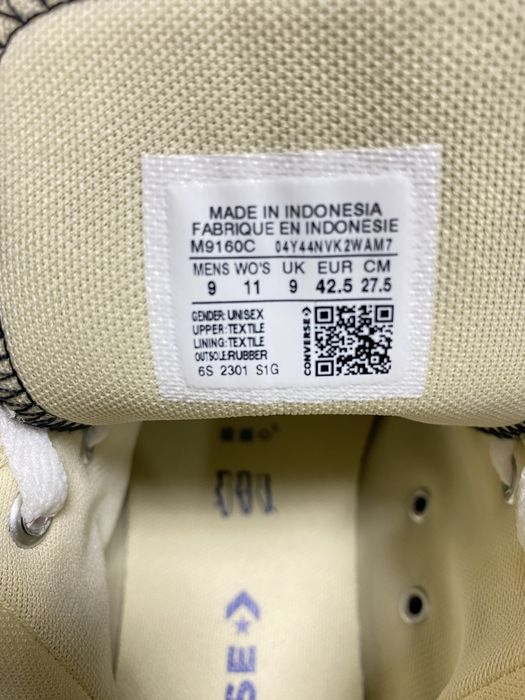 MADE IN INDONESIA
FABRIQUE EN INDONESIE
M9160C 04Y44NVK2WAM7
MENS WO'S UK EUR CM
9 11 9 42.5 27.5
GENDER: UNISEX
UPPER: TEXTILE
LINING: TEXTILE
OUTSOLE: RUBBER
6S 2301 S1G
CONVERSE
SE